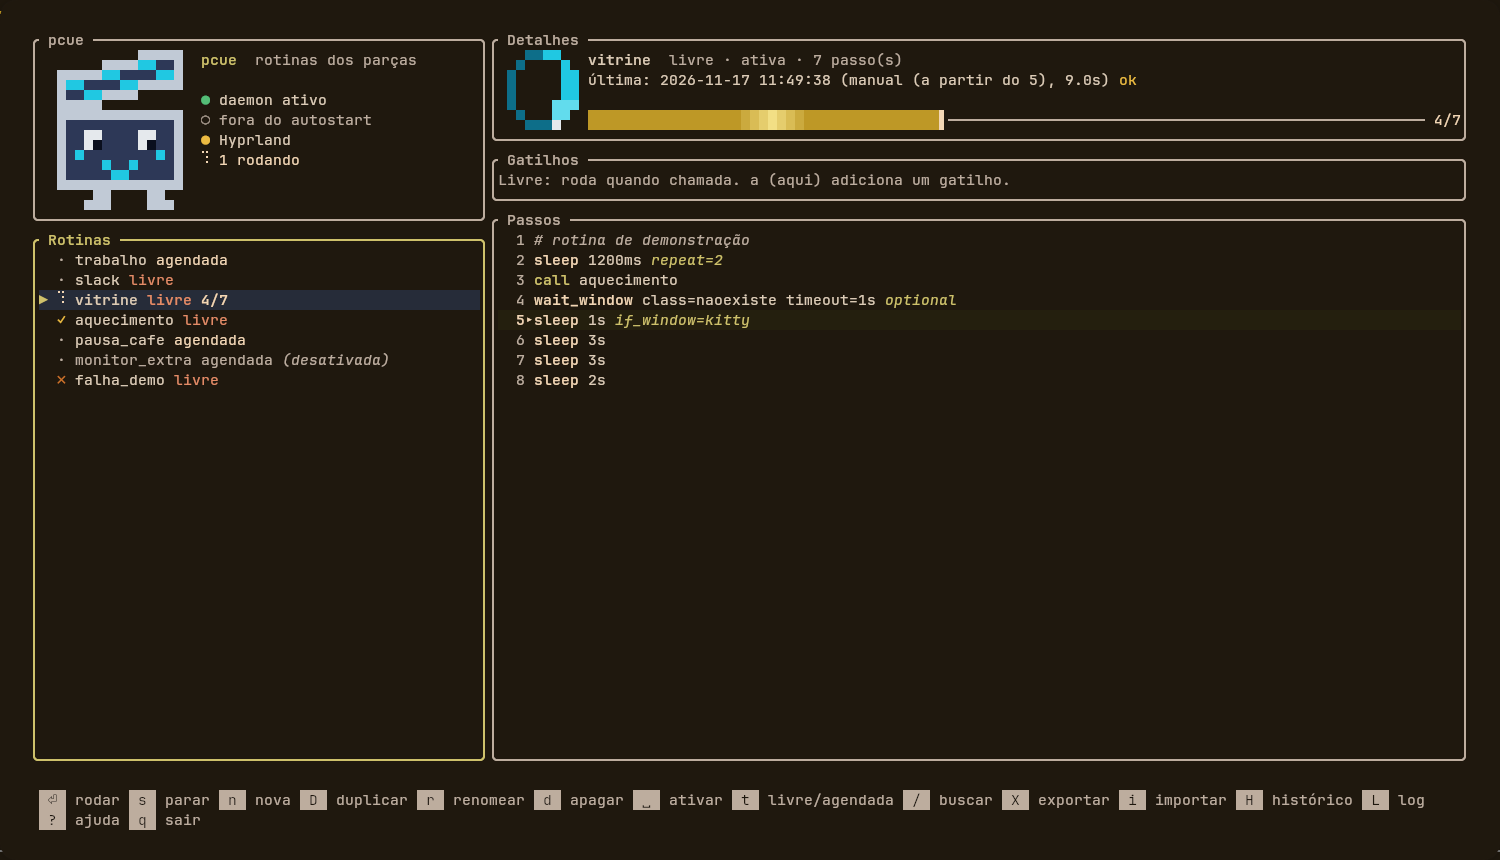 pcue
pcue rotinas dos parças
daemon ativo
fora do autostart
Hyprland
1 rodando
Detalhes
vitrine livre · ativa · 7 passo(s)
última: 2026-11-17 11:49:38 (manual (a partir do 5), 9.0s) ok
4/7
Gatilhos
Livre: roda quando chamada. a (aqui) adiciona um gatilho.
Rotinas
· trabalho agendada
· slack livre
▶ vitrine livre 4/7
✓ aquecimento livre
· pausa_cafe agendada
· monitor_extra agendada (desativada)
✕ falha_demo livre
Passos
1 # rotina de demonstração
2 sleep 1200ms repeat=2
3 call aquecimento
4 wait_window class=naoexiste timeout=1s optional
5▸sleep 1s if_window=kitty
6 sleep 3s
7 sleep 3s
8 sleep 2s
⏎ rodar s parar n nova D duplicar r renomear d apagar ␣ ativar t livre/agendada / buscar X exportar i importar H histórico L log
? ajuda q sair